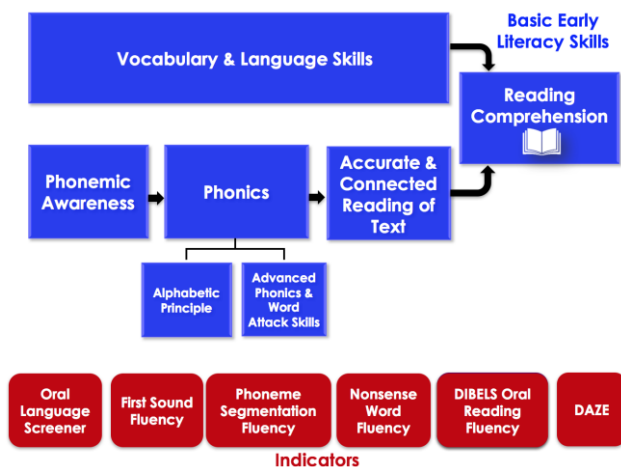 Basic Early
Literacy Skills
Vocabulary & Language Skills
Reading
Comprehension
Phonemic
Awareness
Phonics
Accurate &
Connected
Reading of
Text
Alphabetic
Principle
Advanced
Phonics &
Word
Attack Skills
Oral
Language
Screener
First Sound
Fluency
Phoneme
Segmentation
Fluency
Nonsense
Word
Fluency
DIBELS Oral
Reading
Fluency
DAZE
Indicators